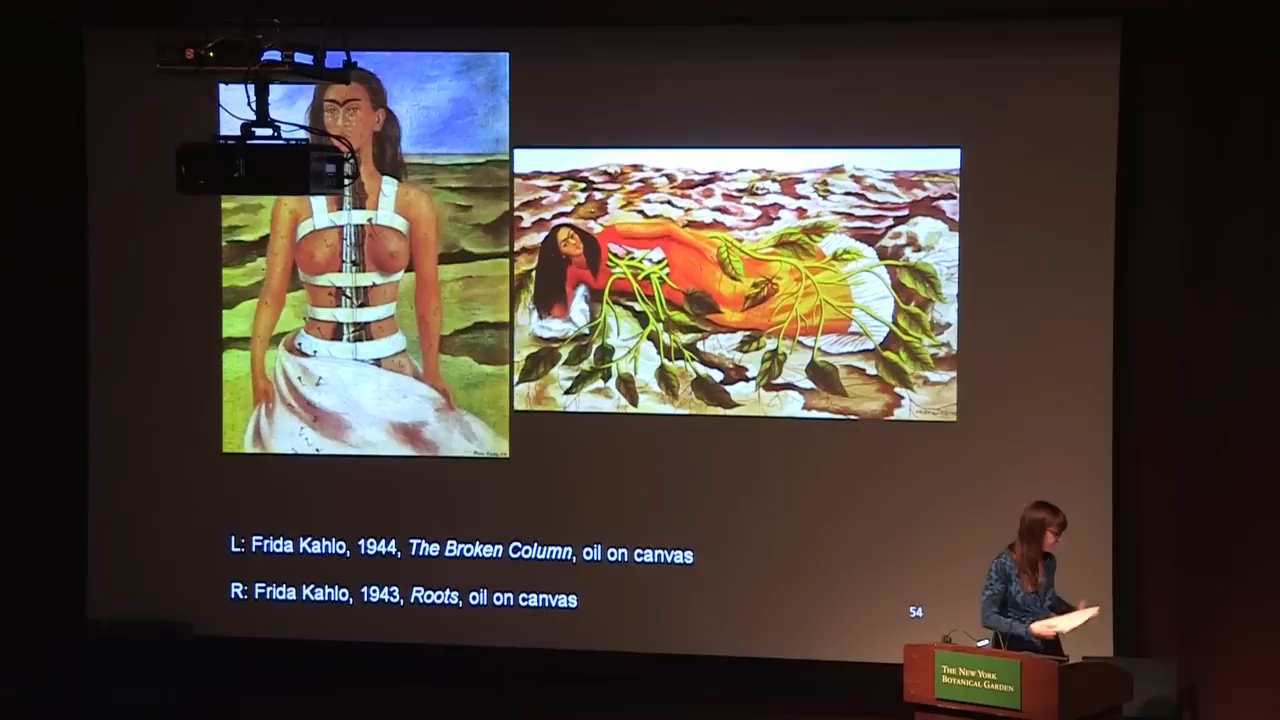 L: Frida Kahlo, 1944, The Broken Column, oil on canvas
R: Frida Kahlo, 1943, Roots, oil on canvas
54
THE NEW YORK
BOTANICAL GARDEN